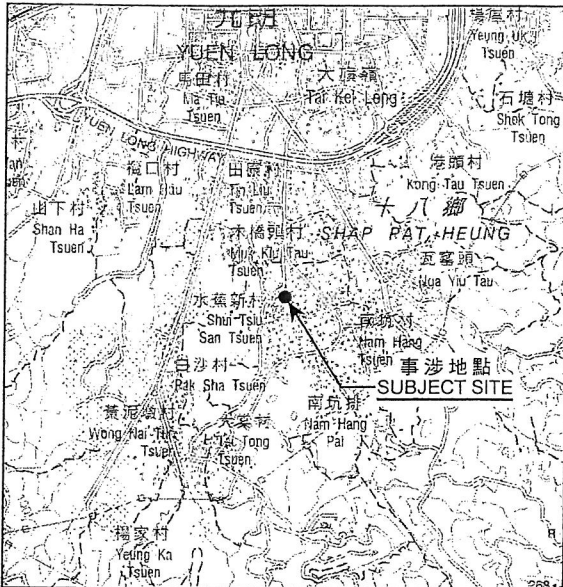 元朗
YUEN LONG
楊屋村
Yeung Uk
Tsuen
馬田村
Ma Tin
Tsuen
大旗嶺
Tai Kei Leng
石塘村
Shek Tong
Tsuen
YUEN LONG HIGHWAY
欖口村
Lam Hau
Tsuen
田寮村
Tin Liu
Tsuen
港頭村
Kong Tau Tsuen
山下村
Shan Ha
Tsuen
十八鄉
SHAP PAT HEUNG
木橋頭村
Muk Kiu Tau
Tsuen
瓦窰頭
Nga Yiu Tau
水蕉新村
Shui Tsiu
San Tsuen
南坑村
Nam Hang
Tsuen
白沙村
Pak Sha Tsuen
事涉地點
SUBJECT SITE
黃泥墩村
Wong Nai Tun
Tsuen
大棠村
Tai Tong
Tsuen
南坑排
Nam Hang
Pai
楊家村
Yeung Ka
Tsuen